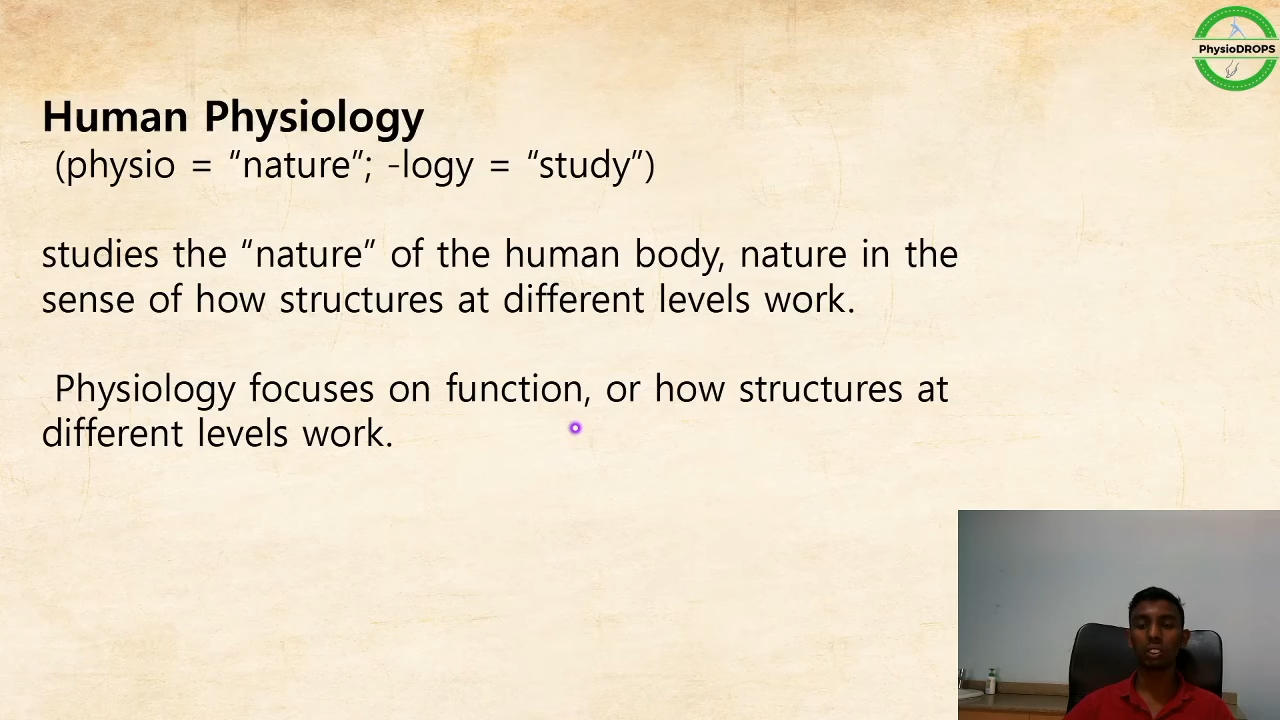 PhysioDROPS
Human Physiology
(physio = “nature”; -logy = “study”)
studies the “nature” of the human body, nature in the
sense of how structures at different levels work.
Physiology focuses on function, or how structures at
different levels work.